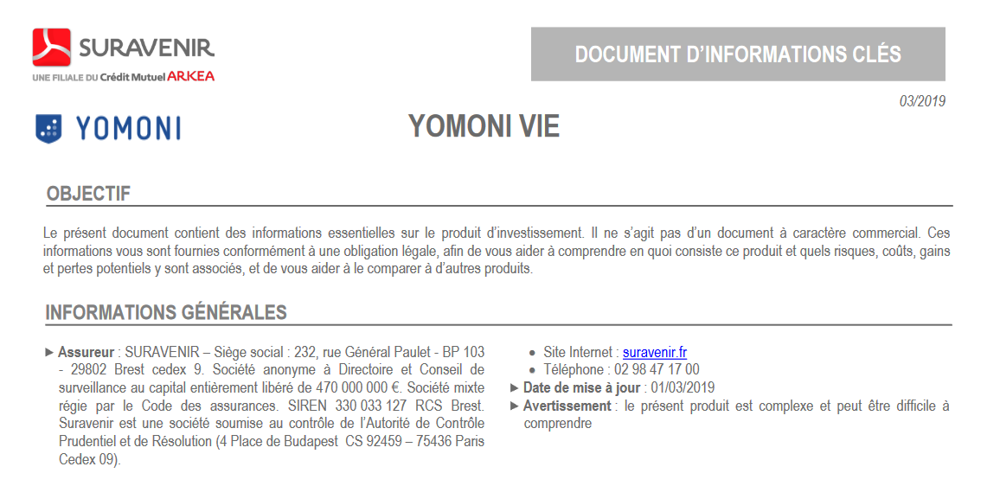 SURAVENIR
UNE FILIALE DU Crédit Mutuel ARKEA
DOCUMENT D'INFORMATIONS CLÉS
03/2019
YOMONI
YOMONI VIE
OBJECTIF
Le présent document contient des informations essentielles sur le produit d'investissement. Il ne s'agit pas d'un document à caractère commercial. Ces
informations vous sont fournies conformément à une obligation légale, afin de vous aider à comprendre en quoi consiste ce produit et quels risques, coûts, gains
et pertes potentiels y sont associés, et de vous aider à le comparer à d'autres produits.
INFORMATIONS GÉNÉRALES
► Assureur : SURAVENIR – Siège social : 232, rue Général Paulet - BP 103
- 29802 Brest cedex 9. Société anonyme à Directoire et Conseil de
surveillance au capital entièrement libéré de 470 000 000 €. Société mixte
régie par le Code des assurances. SIREN 330 033 127 RCS Brest.
Suravenir est une société soumise au contrôle de l'Autorité de Contrôle
Prudentiel et de Résolution (4 Place de Budapest CS 92459 – 75436 Paris
Cedex 09).
• Site Internet : suravenir.fr
• Téléphone : 02 98 47 17 00
► Date de mise à jour : 01/03/2019
► Avertissement : le présent produit est complexe et peut être difficile à
comprendre